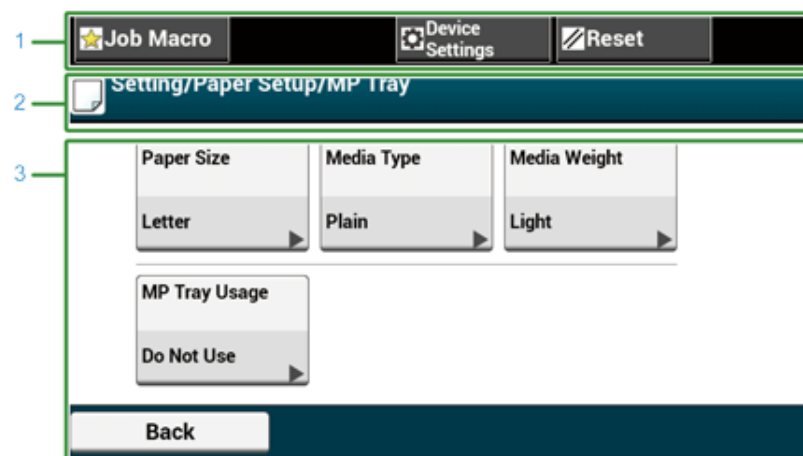 1
Job Macro
Device
Settings
Reset
2
Setting/Paper Setup/MP Tray
3
Paper Size
Media Type
Media Weight
Letter
Plain
Light
MP Tray Usage
Do Not Use
Back